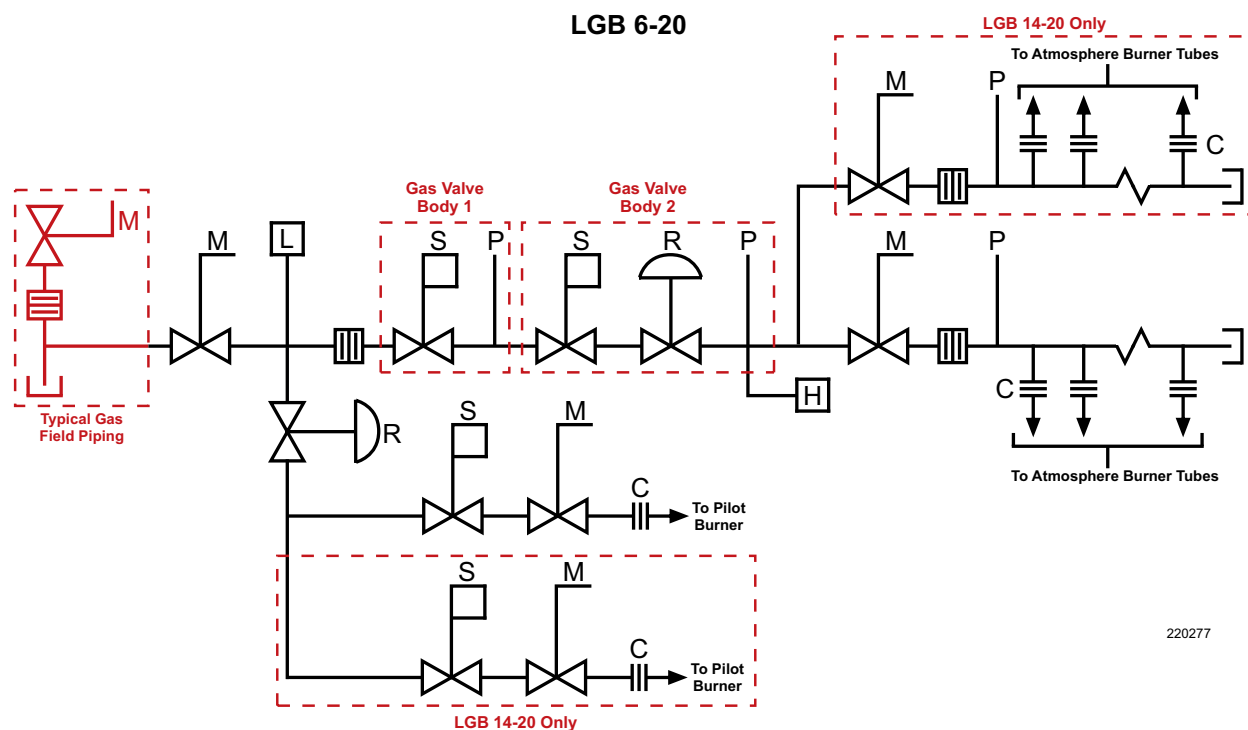 LGB 6-20
LGB 14-20 Only
To Atmosphere Burner Tubes
M
P
C
Gas Valve
Body 1
Gas Valve
Body 2
M
M
L
S
P
S
R
P
M
P
H
C
Typical Gas
Field Piping
R
S
M
To Atmosphere Burner Tubes
C
To Pilot
Burner
S
M
C
To Pilot
Burner
220277
LGB 14-20 Only